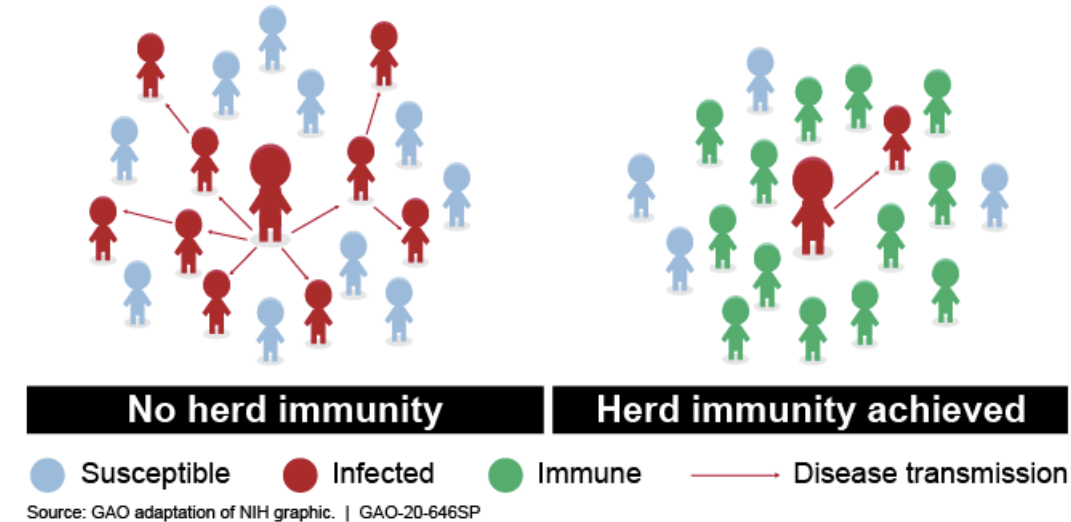 No herd immunity
Herd immunity achieved
Susceptible
Infected
Immune
Disease transmission
Source: GAO adaptation of NIH graphic. | GAO-20-646SP